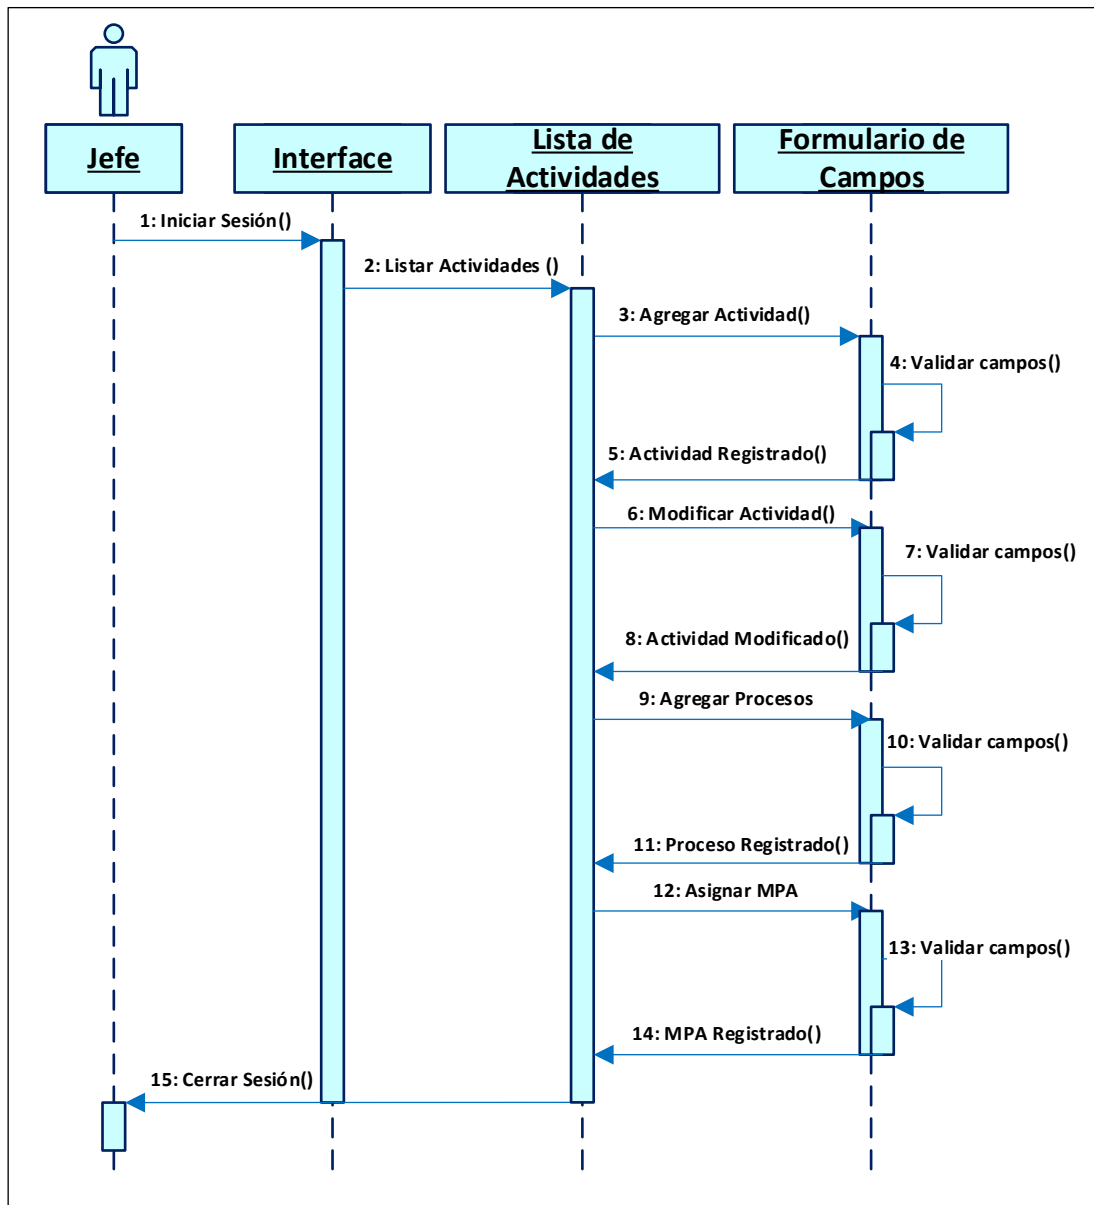 Jefe
Interface
Lista de
Actividades
Formulario de
Campos
1: Iniciar Sesión()
2: Listar Actividades ()
3: Agregar Actividad()
4: Validar campos()
5: Actividad Registrado()
6: Modificar Actividad()
7: Validar campos()
8: Actividad Modificado()
9: Agregar Procesos
10: Validar campos()
11: Proceso Registrado()
12: Asignar MPA
13: Validar campos()
14: MPA Registrado()
15: Cerrar Sesión()